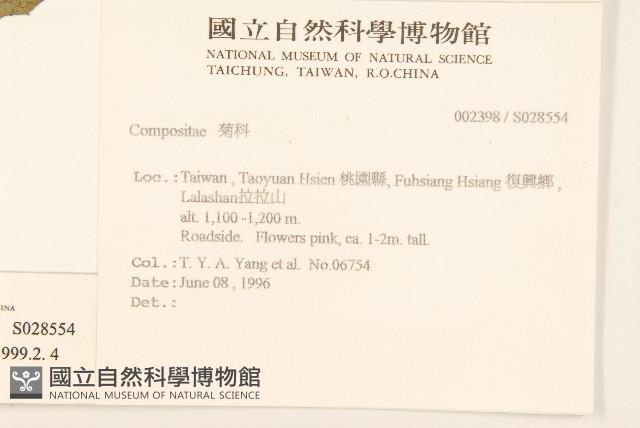 國立自然科學博物館
NATIONAL MUSEUM OF NATURAL SCIENCE
TAICHUNG, TAIWAN, R.O.CHINA
002398 / S028554
Compositae 菊科
Loc.: Taiwan , Taoyuan Hsien 桃園縣, Fuhsiang Hsiang 復興鄉 ,
Lalashan拉拉山
alt. 1,100 -1,200 m.
Roadside. Flowers pink, ca. 1-2m. tall.
Col.: T. Y. A. Yang et al. No.06754
Date: June 08 , 1996
Det.:
INA
S028554
999. 2. 4
國立自然科學博物館
NATIONAL MUSEUM OF NATURAL SCIENCE